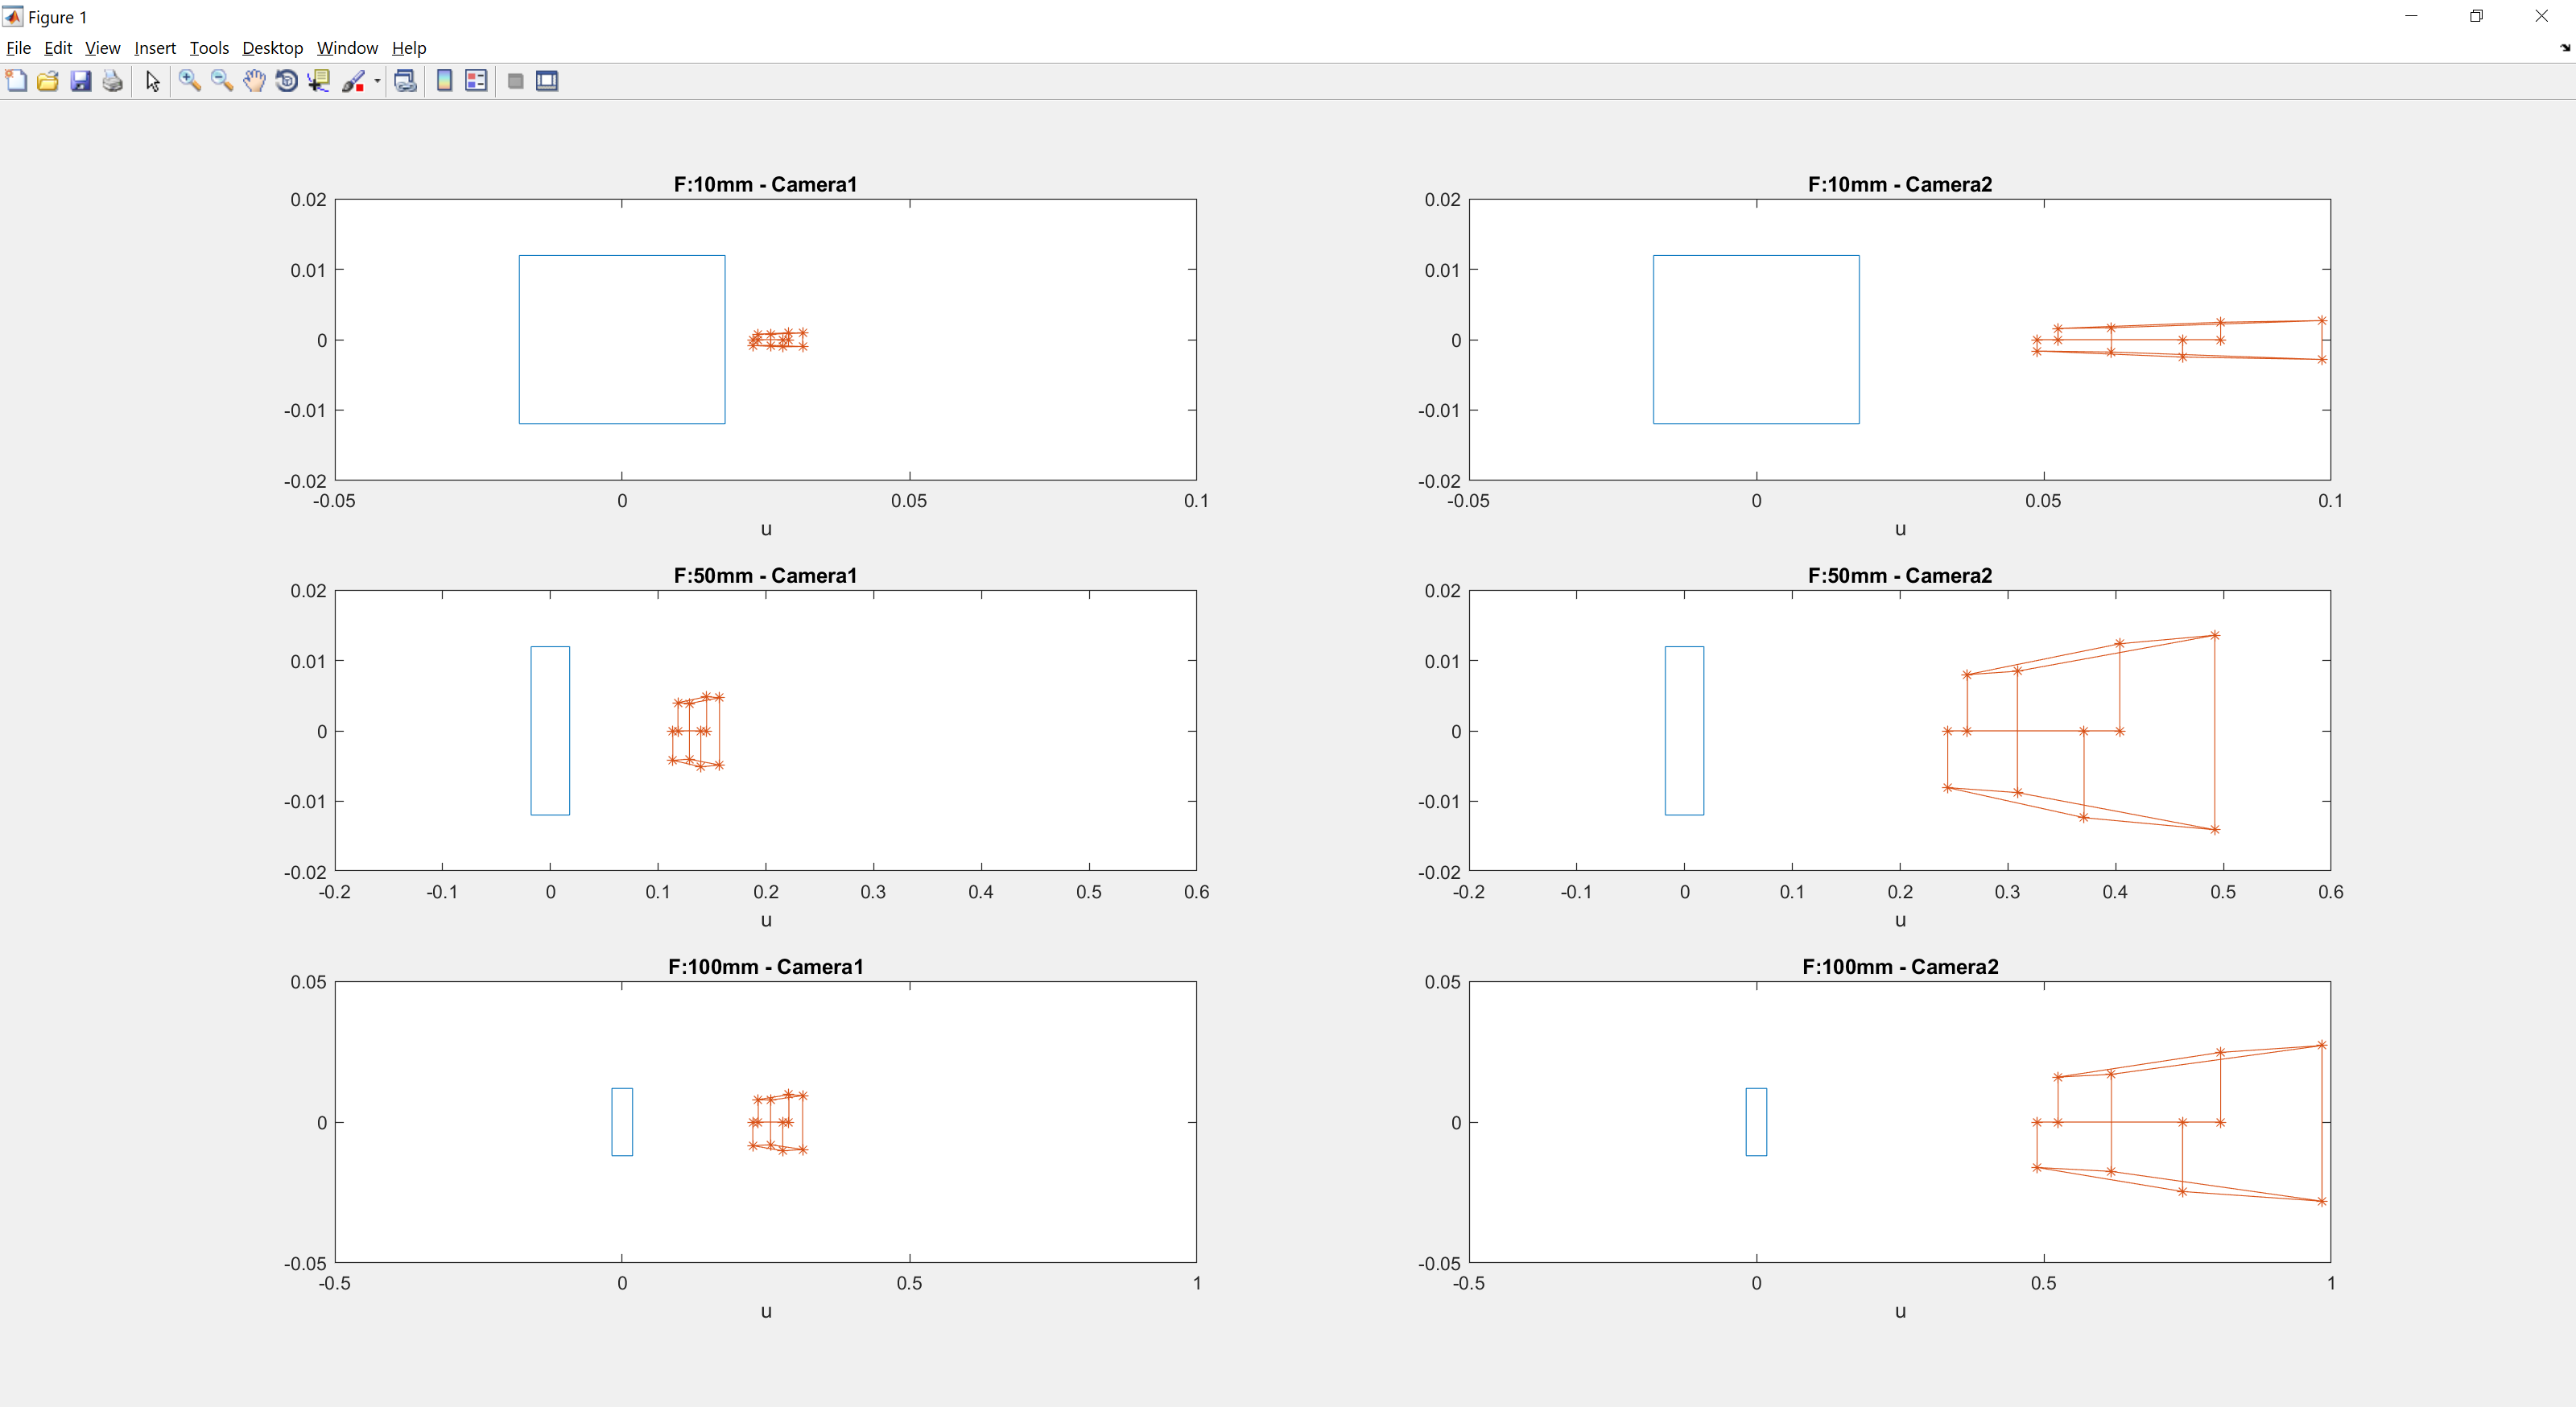 Figure 1
File Edit View Insert Tools Desktop Window Help
F:10mm - Camera1
0.02
0.01
0
-0.01
-0.02
-0.05 0 0.05 0.1
u
F:10mm - Camera2
0.02
0.01
0
-0.01
-0.02
-0.05 0 0.05 0.1
u
F:50mm - Camera1
0.02
0.01
0
-0.01
-0.02
-0.2 -0.1 0 0.1 0.2 0.3 0.4 0.5 0.6
u
F:50mm - Camera2
0.02
0.01
0
-0.01
-0.02
-0.2 -0.1 0 0.1 0.2 0.3 0.4 0.5 0.6
u
F:100mm - Camera1
0.05
0
-0.05
-0.5 0 0.5 1
u
F:100mm - Camera2
0.05
0
-0.05
-0.5 0 0.5 1
u